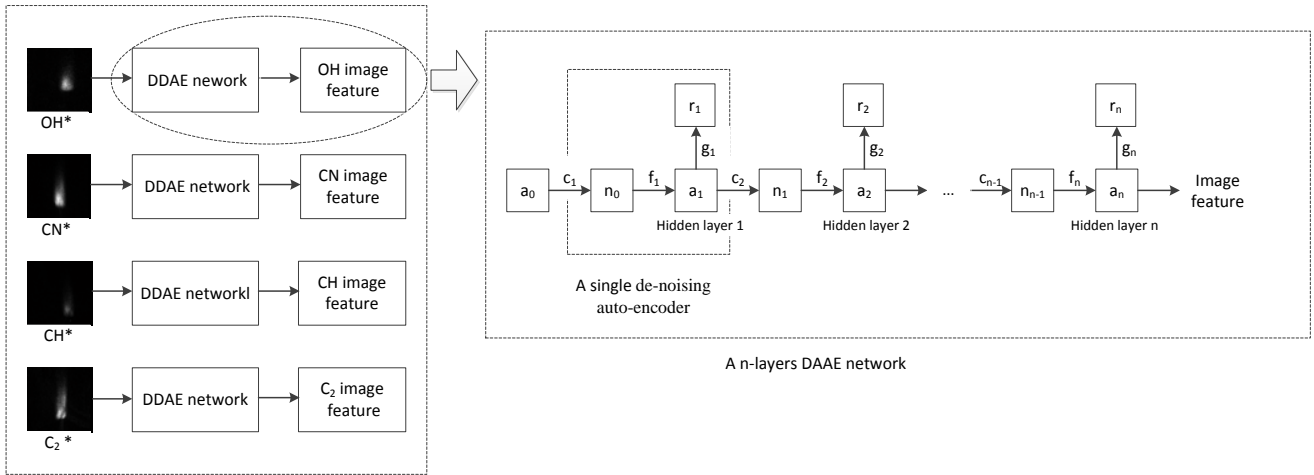 OH*
DDAE nework
OH image
feature
CN*
DDAE network
CN image
feature
CH*
DDAE networkl
CH image
feature
C₂*
DDAE network
C₂ image
feature
a₀
c₁
n₀
f₁
a₁
g₁
r₁
Hidden layer 1
c₂
n₁
f₂
a₂
g₂
r₂
Hidden layer 2
...
cₙ₋₁
nₙ₋₁
fₙ
aₙ
gₙ
rₙ
Hidden layer n
Image
feature
A single de-noising
auto-encoder
A n-layers DAAE network